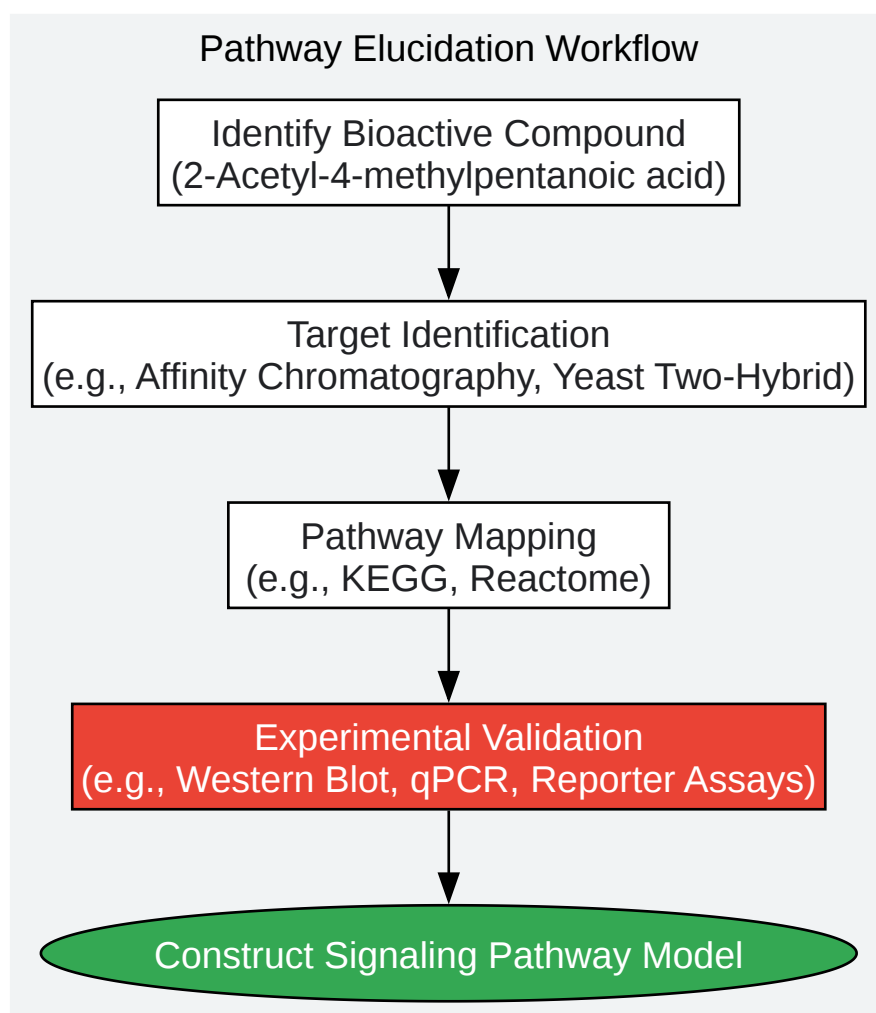 Pathway Elucidation Workflow
Identify Bioactive Compound
(2-Acetyl-4-methylpentanoic acid)
Target Identification
(e.g., Affinity Chromatography, Yeast Two-Hybrid)
Pathway Mapping
(e.g., KEGG, Reactome)
Experimental Validation
(e.g., Western Blot, qPCR, Reporter Assays)
Construct Signaling Pathway Model